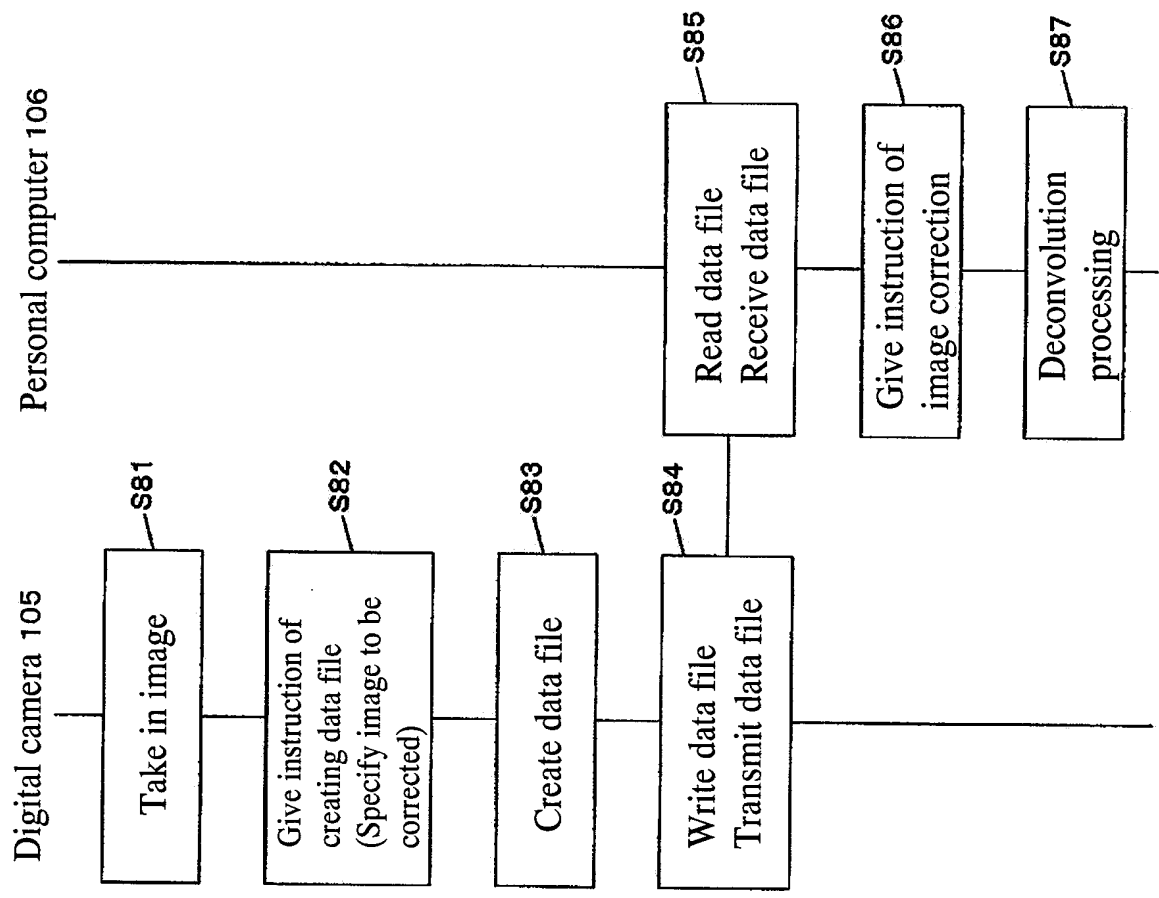 Digital camera 105
Personal computer 106
Take in image
S81
Give instruction of
creating data file
(Specify image to be
corrected)
S82
Create data file
S83
Write data file
Transmit data file
S84
Read data file
Receive data file
S85
Give instruction of
image correction
S86
Deconvolution
processing
S87